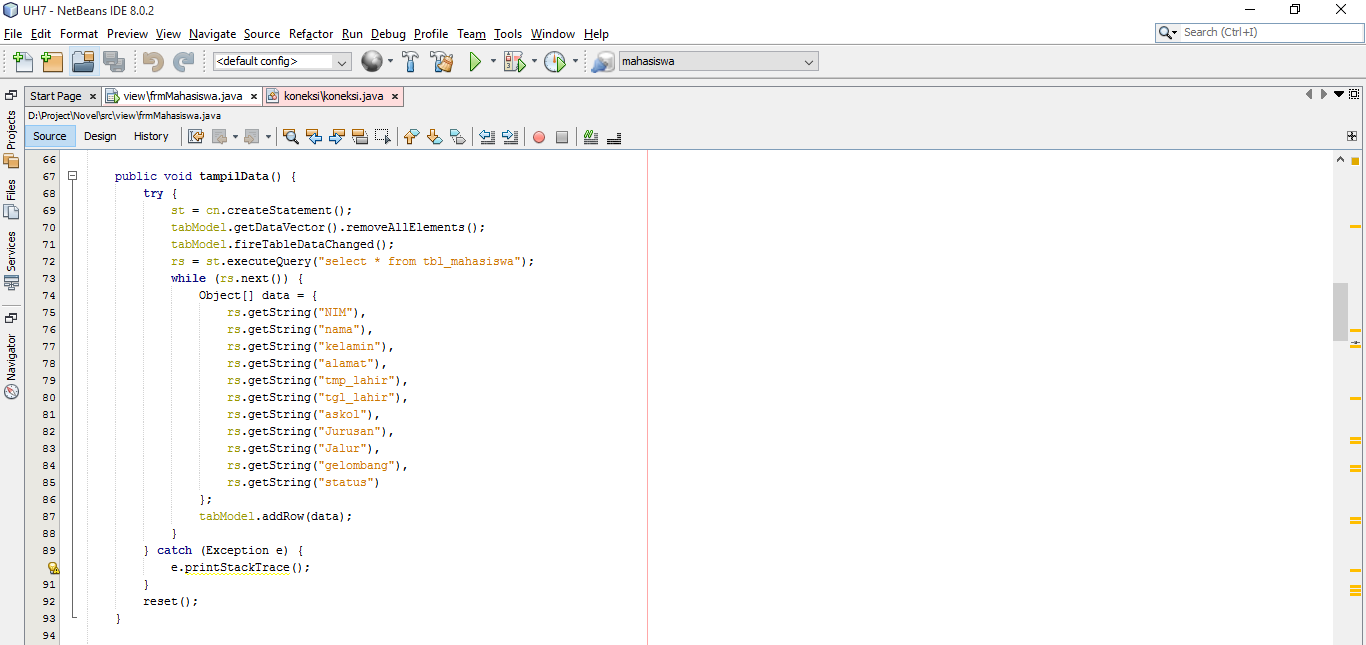 UH7 - NetBeans IDE 8.0.2
File Edit Format Preview View Navigate Source Refactor Run Debug Profile Team Tools Window Help
Search (Ctrl+I)
<default config>
mahasiswa
Start Page
view\frmMahasiswa.java
koneksi\koneksi.java
D:\Project\Novel\src\view\frmMahasiswa.java
Source Design History
Projects
Files
Services
Navigator
66
67 public void tampilData() {
68 try {
69 st = cn.createStatement();
70 tabModel.getDataVector().removeAllElements();
71 tabModel.fireTableDataChanged();
72 rs = st.executeQuery("select * from tbl_mahasiswa");
73 while (rs.next()) {
74 Object[] data = {
75 rs.getString("NIM"),
76 rs.getString("nama"),
77 rs.getString("kelamin"),
78 rs.getString("alamat"),
79 rs.getString("tmp_lahir"),
80 rs.getString("tgl_lahir"),
81 rs.getString("askol"),
82 rs.getString("Jurusan"),
83 rs.getString("Jalur"),
84 rs.getString("gelombang"),
85 rs.getString("status")
86 };
87 tabModel.addRow(data);
88 }
89 } catch (Exception e) {
e.printStackTrace();
91 }
92 reset();
93 }
94